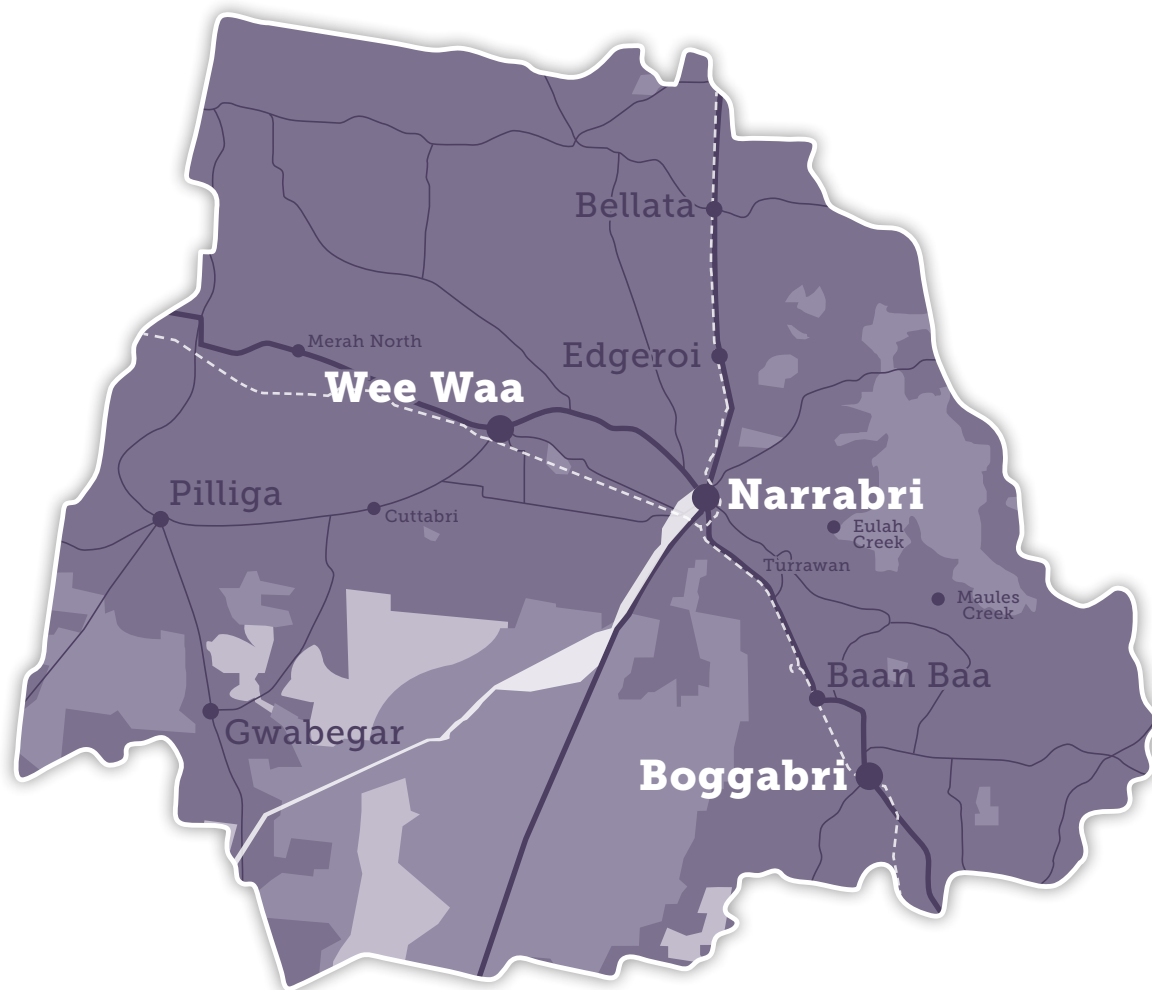 Bellata
Merah North
Edgeroi
Wee Waa
Pilliga
Narrabri
Cuttabri
Eulah
Creek
Turrawan
Maules
Creek
Baan Baa
Gwabegar
Boggabri